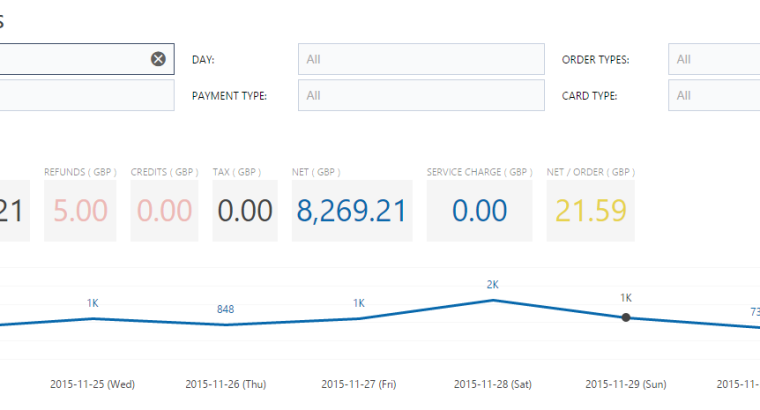 s
DAY: All ORDER TYPES: All
PAYMENT TYPE: All CARD TYPE: All
REFUNDS ( GBP ) CREDITS ( GBP ) TAX ( GBP ) NET ( GBP ) SERVICE CHARGE ( GBP ) NET / ORDER ( GBP )
21 5.00 0.00 0.00 8,269.21 0.00 21.59
1K 848 1K 2K 1K 73
2015-11-25 (Wed) 2015-11-26 (Thu) 2015-11-27 (Fri) 2015-11-28 (Sat) 2015-11-29 (Sun) 2015-11-